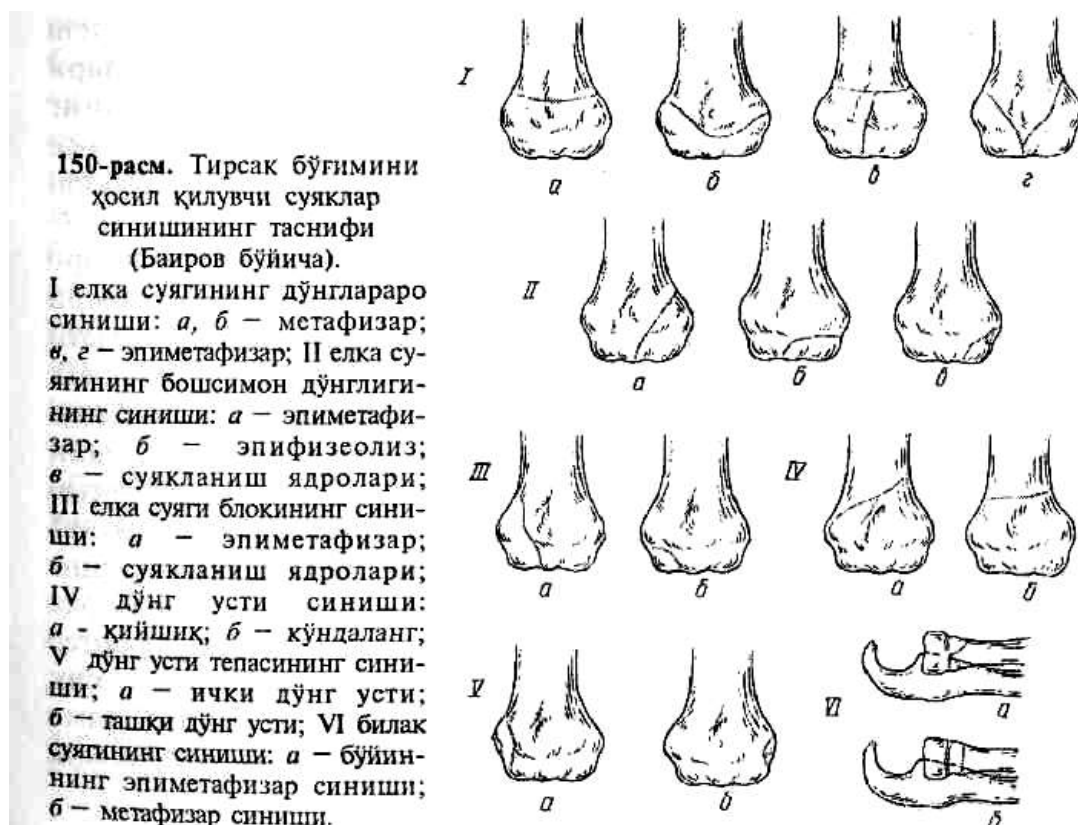 150-расм. Тирсак бўғимини
ҳосил қилувчи суяклар
синишининг таснифи
(Баиров бўйича).
I елка суягининг дўнглараро
синиши: а, б — метафизар;
в, г — эпиметафизар; II елка су-
ягининг бошсимон дўнглиги-
нинг синиши: а — эпиметафи-
зар; б — эпифизеолиз;
в — суякланиш ядролари;
III елка суяги блокининг сини-
ши: а — эпиметафизар;
б — суякланиш ядролари;
IV дўнг усти синиши:
а - қийшиқ; б — кўндаланг;
V дўнг усти тепасининг сини-
ши; а — ички дўнг усти;
б — ташқи дўнг усти; VI билак
суягининг синиши: а — бўйин-
нинг эпиметафизар синиши;
б — метафизар синиши.
I
а б в г
II
а б в
III IV
а б а б
V VI
а
а б б